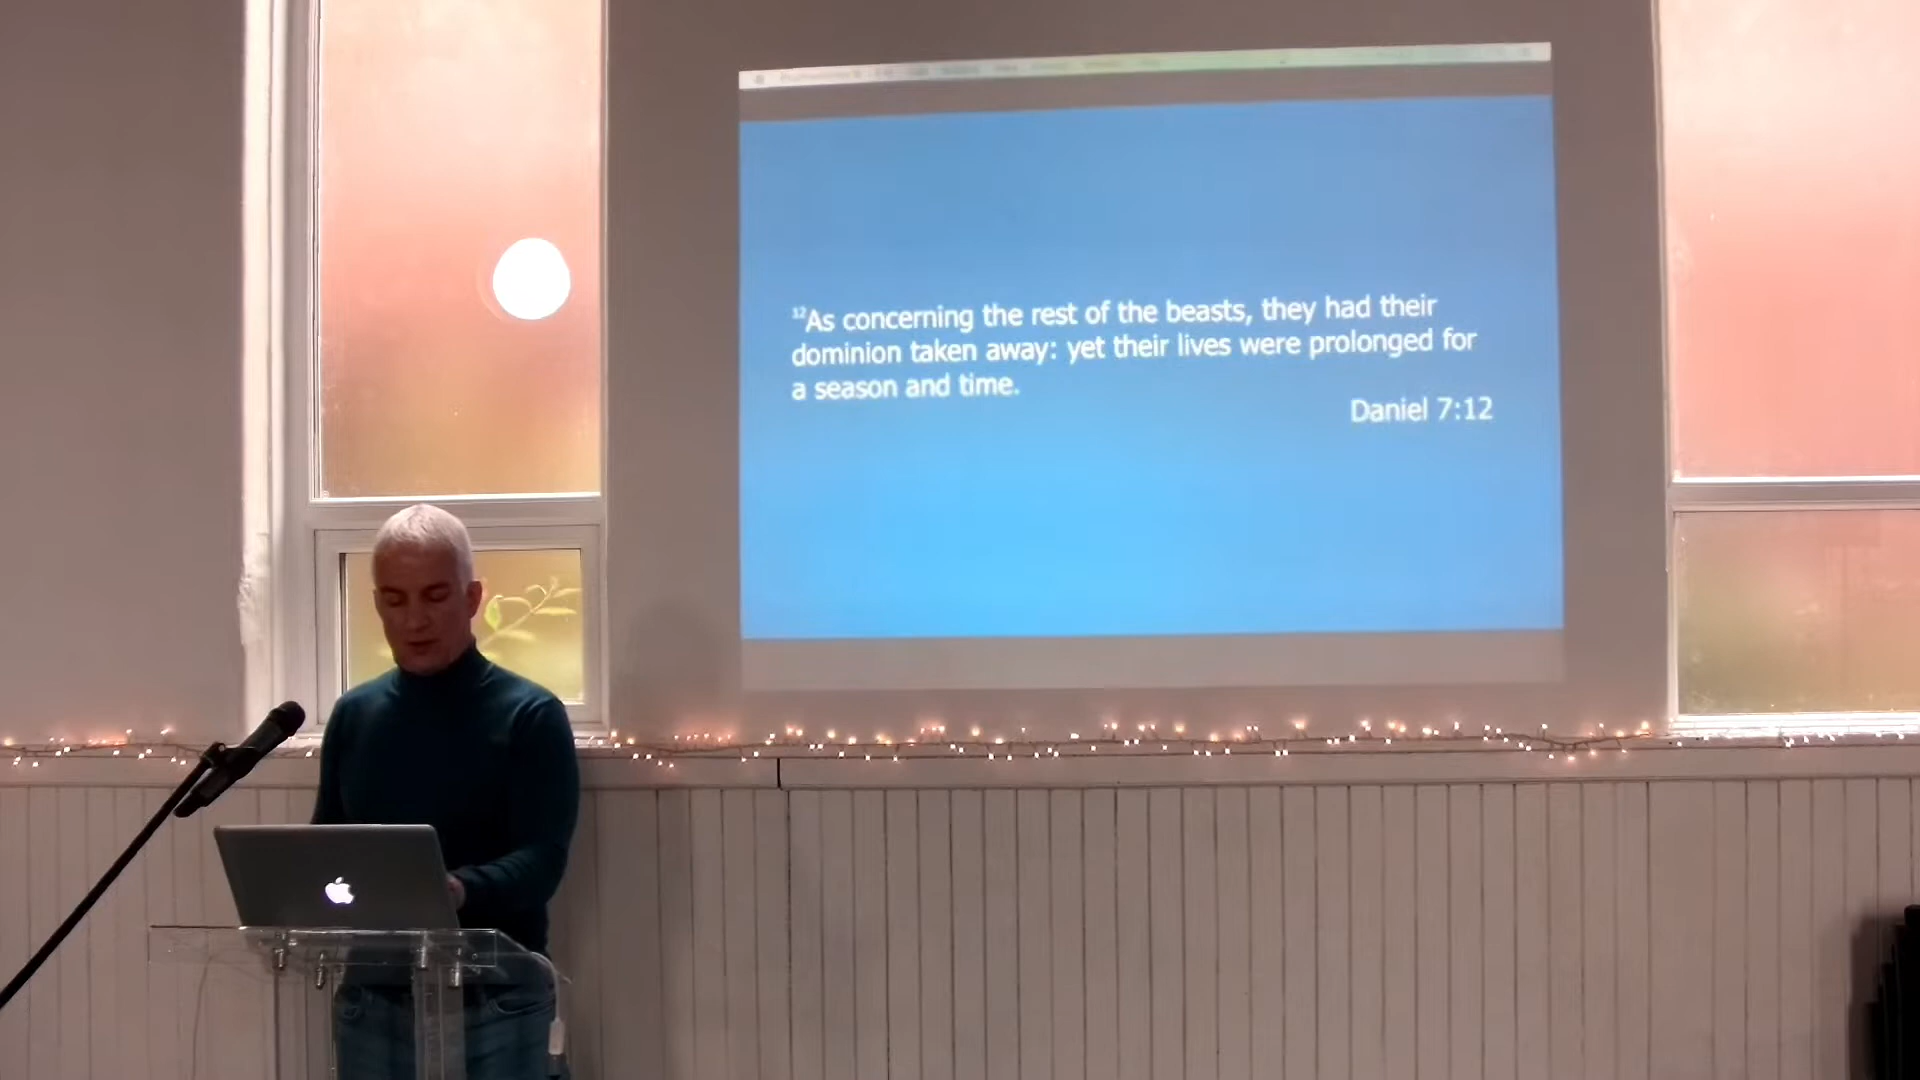 ¹²As concerning the rest of the beasts, they had their
dominion taken away: yet their lives were prolonged for
a season and time.
Daniel 7:12